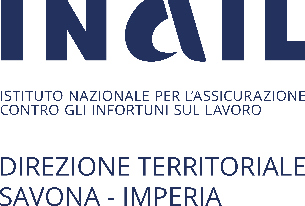 INAIL
ISTITUTO NAZIONALE PER L'ASSICURAZIONE
CONTRO GLI INFORTUNI SUL LAVORO
DIREZIONE TERRITORIALE
SAVONA - IMPERIA